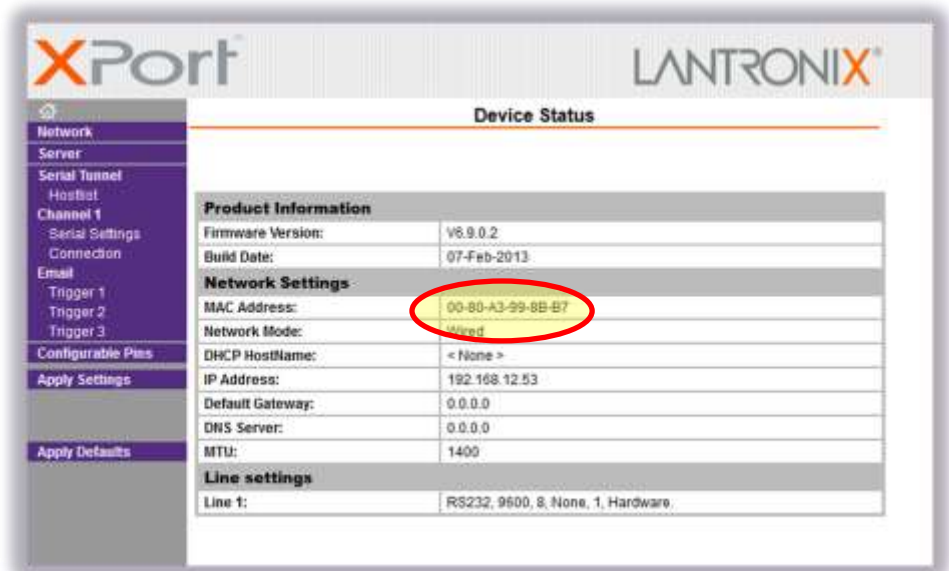 XPort
LANTRONIX
Device Status
Network
Server
Serial Tunnel
Hostlist
Channel 1
Serial Settings
Connection
Email
Trigger 1
Trigger 2
Trigger 3
Configurable Pins
Apply Settings
Apply Defaults
Product Information
Firmware Version: V6.9.0.2
Build Date: 07-Feb-2013
Network Settings
MAC Address: 00-80-A3-99-8B-B7
Network Mode: Wired
DHCP HostName: < None >
IP Address: 192.168.12.53
Default Gateway: 0.0.0.0
DNS Server: 0.0.0.0
MTU: 1400
Line settings
Line 1: RS232, 9600, 8, None, 1, Hardware.